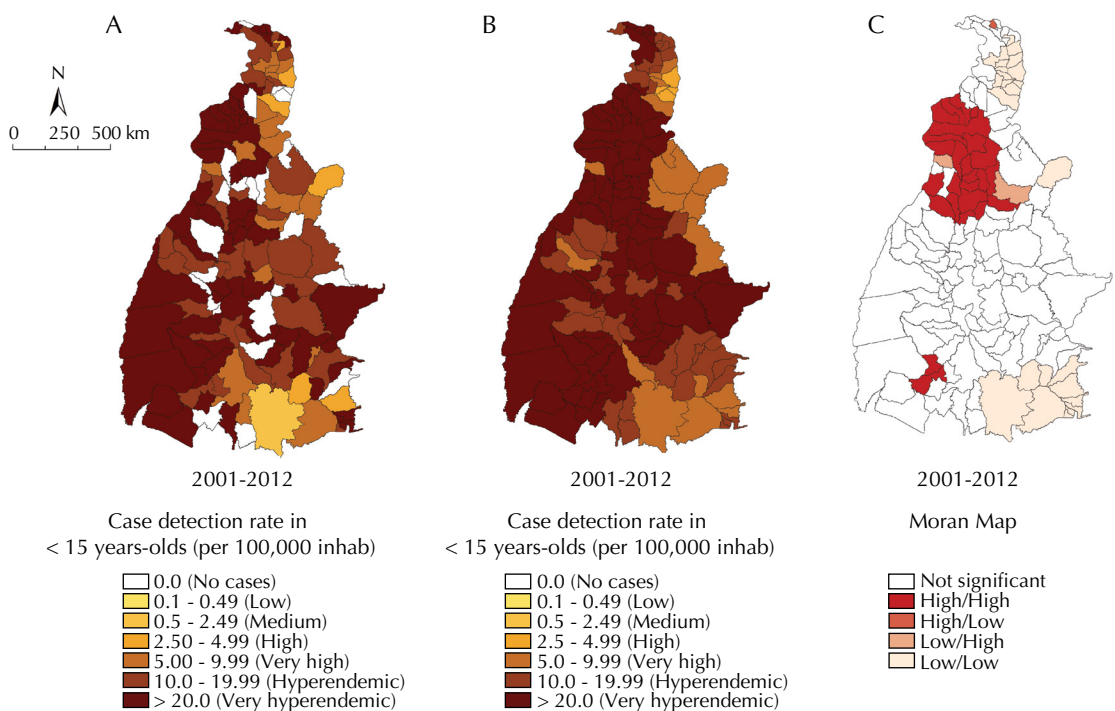 A
B
C
N
0 250 500 km
2001-2012
Case detection rate in
< 15 years-olds (per 100,000 inhab)
0.0 (No cases)
0.1 - 0.49 (Low)
0.5 - 2.49 (Medium)
2.50 - 4.99 (High)
5.00 - 9.99 (Very high)
10.0 - 19.99 (Hyperendemic)
> 20.0 (Very hyperendemic)
2001-2012
Case detection rate in
< 15 years-olds (per 100,000 inhab)
0.0 (No cases)
0.1 - 0.49 (Low)
0.5 - 2.49 (Medium)
2.5 - 4.99 (High)
5.0 - 9.99 (Very high)
10.0 - 19.99 (Hyperendemic)
> 20.0 (Very hyperendemic)
2001-2012
Moran Map
Not significant
High/High
High/Low
Low/High
Low/Low